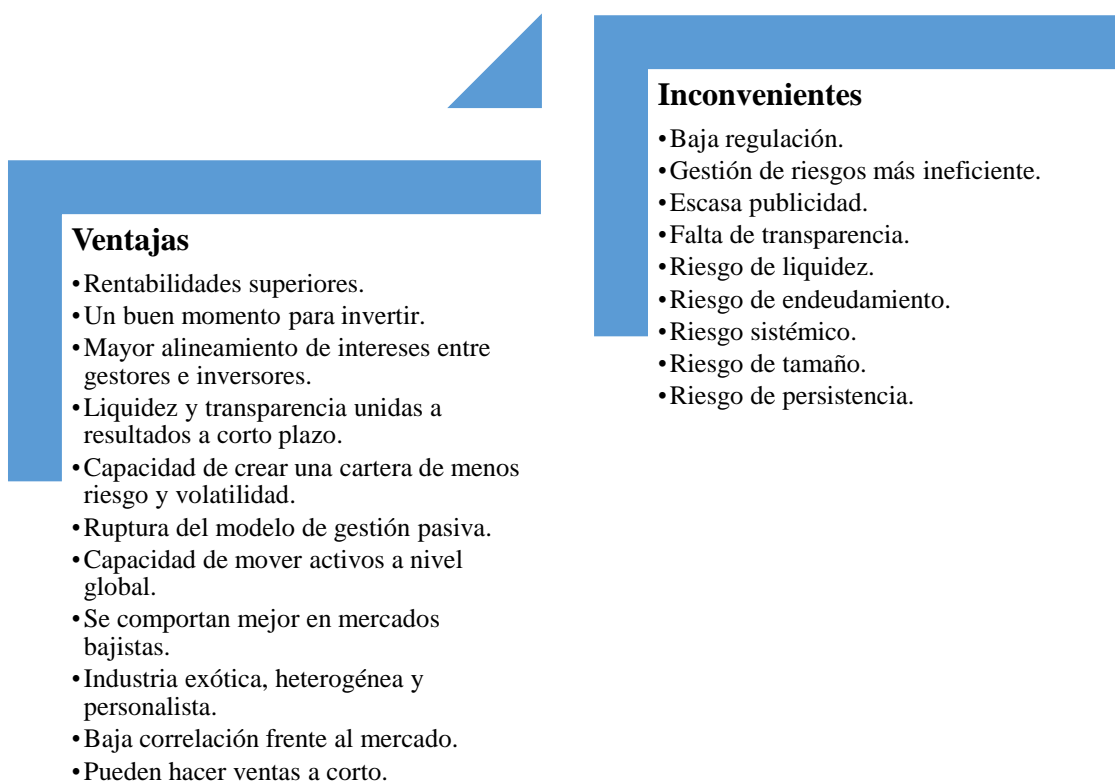 Ventajas
•Rentabilidades superiores.
•Un buen momento para invertir.
•Mayor alineamiento de intereses entre
gestores e inversores.
•Liquidez y transparencia unidas a
resultados a corto plazo.
•Capacidad de crear una cartera de menos
riesgo y volatilidad.
•Ruptura del modelo de gestión pasiva.
•Capacidad de mover activos a nivel
global.
•Se comportan mejor en mercados
bajistas.
•Industria exótica, heterogénea y
personalista.
•Baja correlación frente al mercado.
•Pueden hacer ventas a corto.
Inconvenientes
•Baja regulación.
•Gestión de riesgos más ineficiente.
•Escasa publicidad.
•Falta de transparencia.
•Riesgo de liquidez.
•Riesgo de endeudamiento.
•Riesgo sistémico.
•Riesgo de tamaño.
•Riesgo de persistencia.